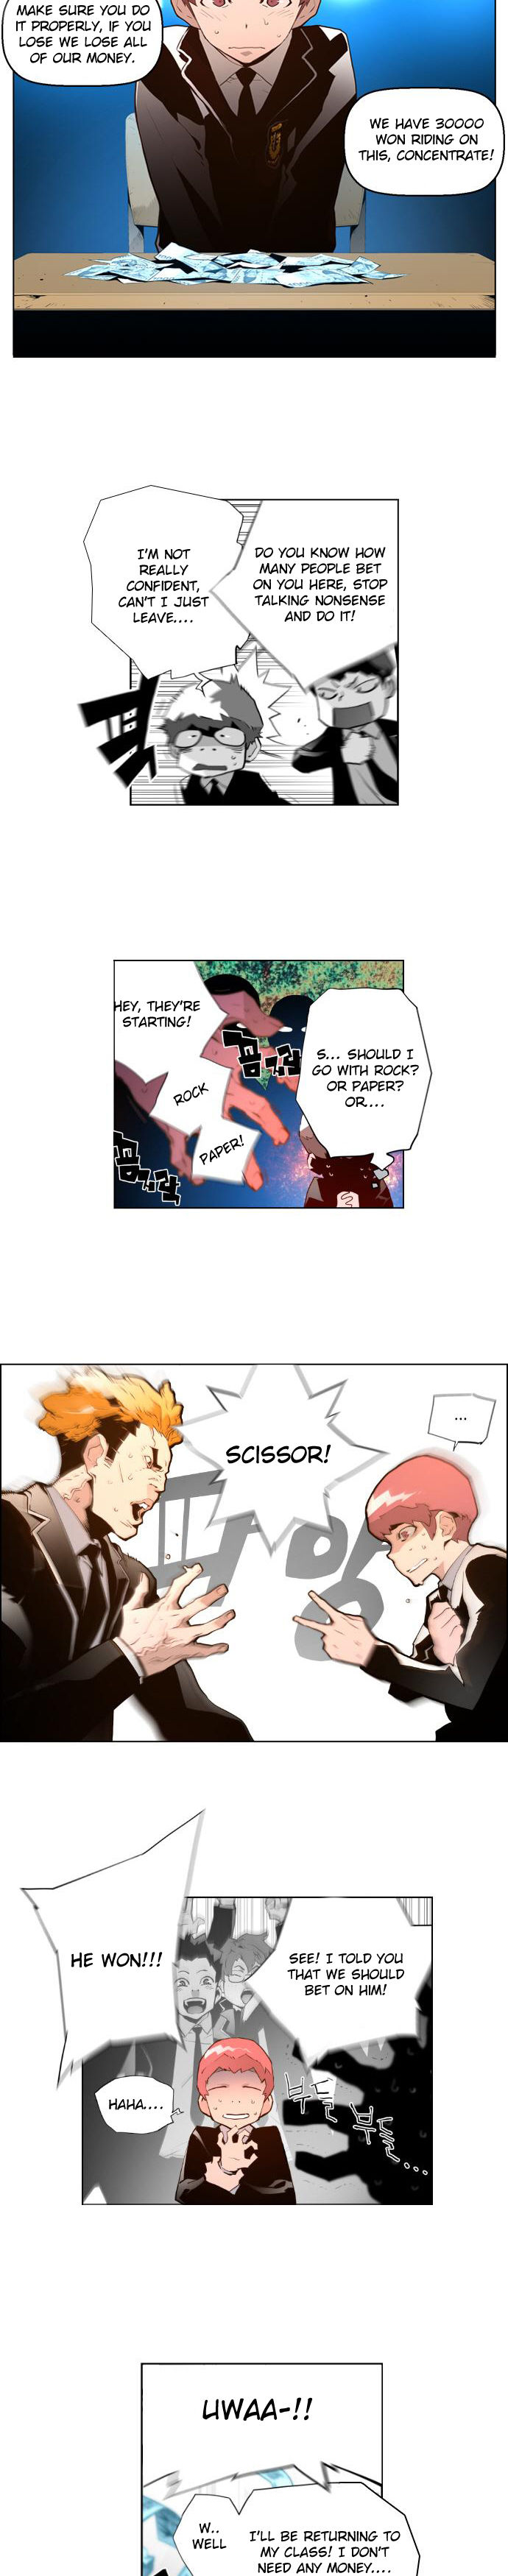 MAKE SURE YOU DO
IT PROPERLY, IF YOU
LOSE WE LOSE ALL
OF OUR MONEY.
WE HAVE 30000
WON RIDING ON
THIS, CONCENTRATE!
I'M NOT
REALLY
CONFIDENT,
CAN'T I JUST
LEAVE....
DO YOU KNOW HOW
MANY PEOPLE BET
ON YOU HERE, STOP
TALKING NONSENSE
AND DO IT!
HEY, THEY'RE
STARTING!
ROCK
PAPER!
S... SHOULD I
GO WITH ROCK?
OR PAPER?
OR....
SCISSOR!
...
HE WON!!!
SEE! I TOLD YOU
THAT WE SHOULD
BET ON HIM!
HAHA....
부들
부들...
UWAA-!!
W..
WELL
I'LL BE RETURNING TO
MY CLASS! I DON'T
NEED ANY MONEY....